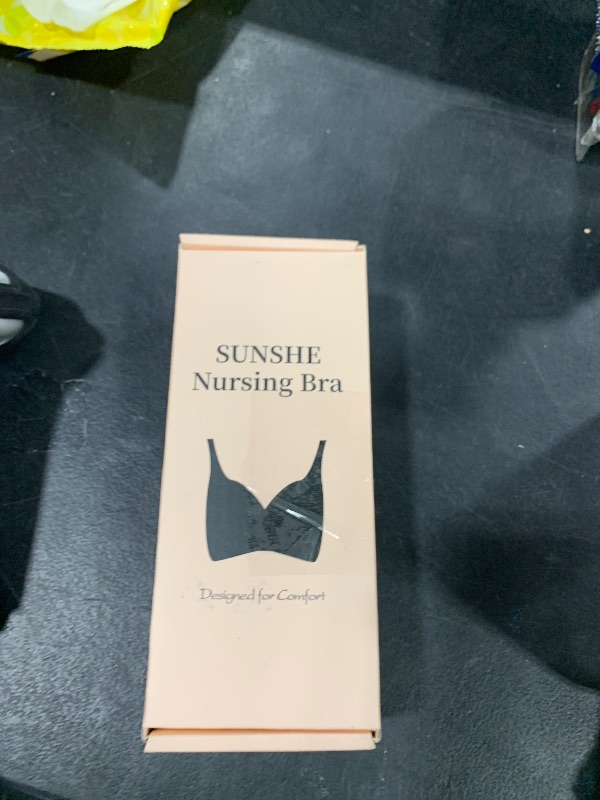 SUNSHE
Nursing Bra
Designed for Comfort